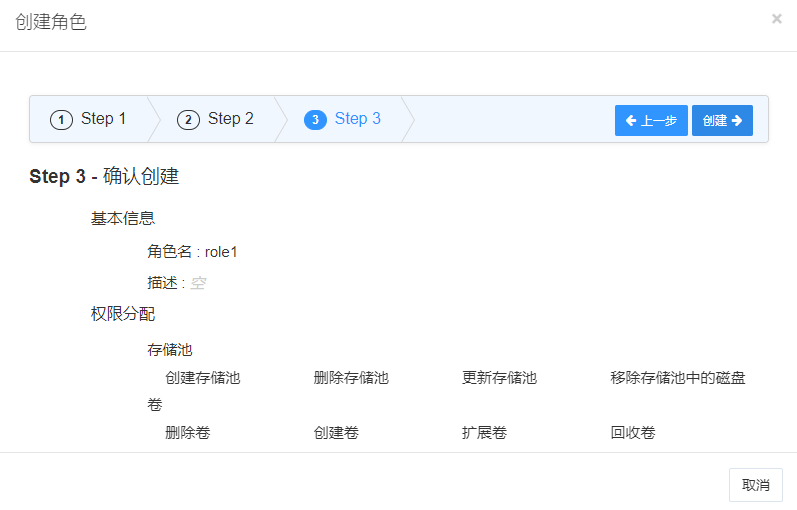 创建角色 ×
1 Step 1 2 Step 2 3 Step 3 上一步 创建
Step 3 - 确认创建
基本信息
角色名 : role1
描述 : 空
权限分配
存储池
创建存储池 删除存储池 更新存储池 移除存储池中的磁盘
卷
删除卷 创建卷 扩展卷 回收卷
取消